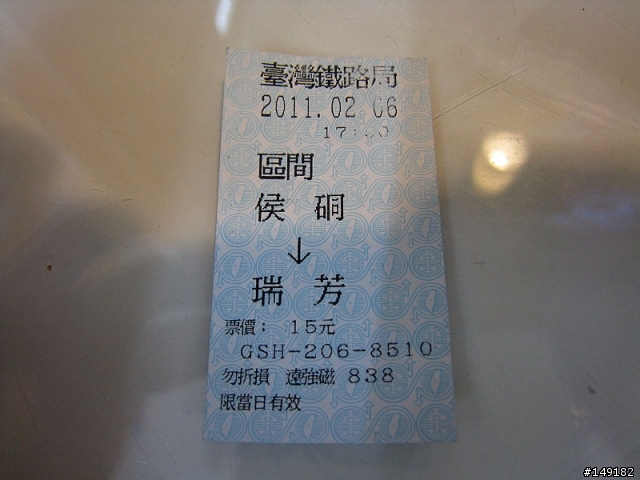 臺灣鐵路局
2011.02.06
區間
侯硐
↓
瑞芳
票價: 15元
GSH-206-8510
勿折損 遠強磁 838
限當日有效
#149182